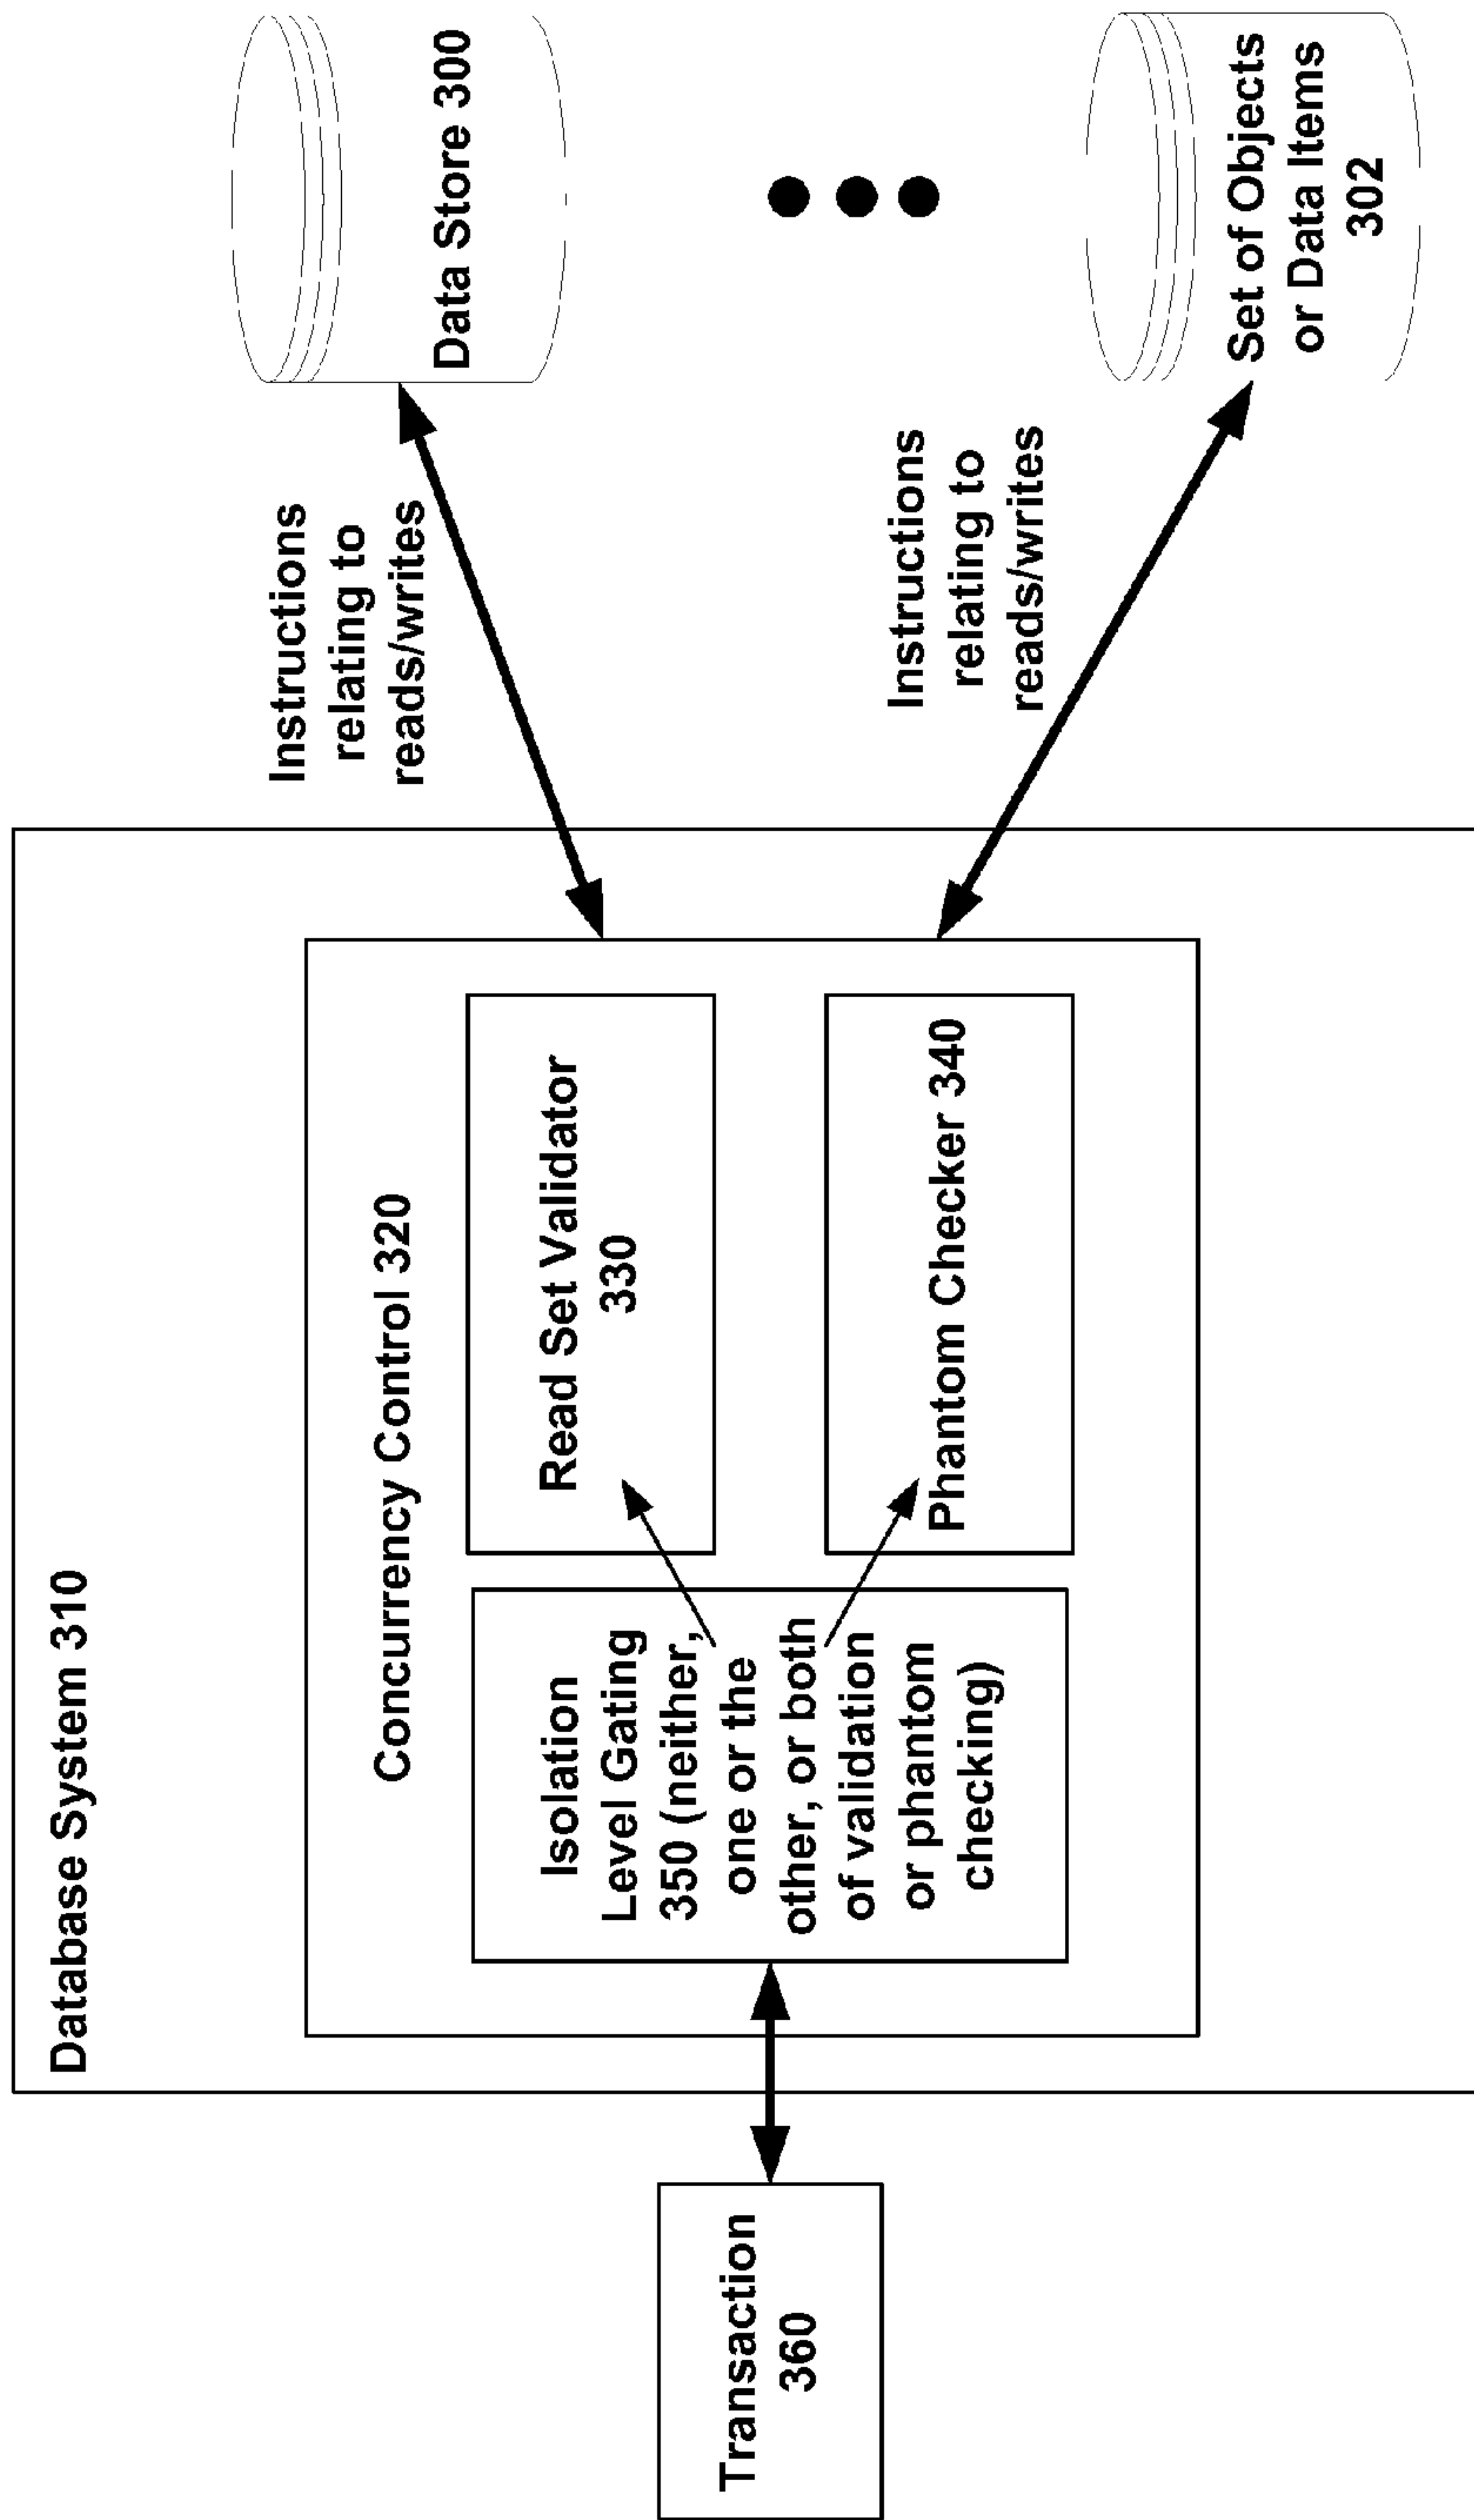 Database System 310
Concurrency Control 320
Transaction
360
Isolation
Level Gating
350 (neither,
one or the
other, or both
of validation
or phantom
checking)
Read Set Validator
330
Phantom Checker 340
Instructions
relating to
reads/writes
Instructions
relating to
reads/writes
Data Store 300
Set of Objects
or Data Items
302